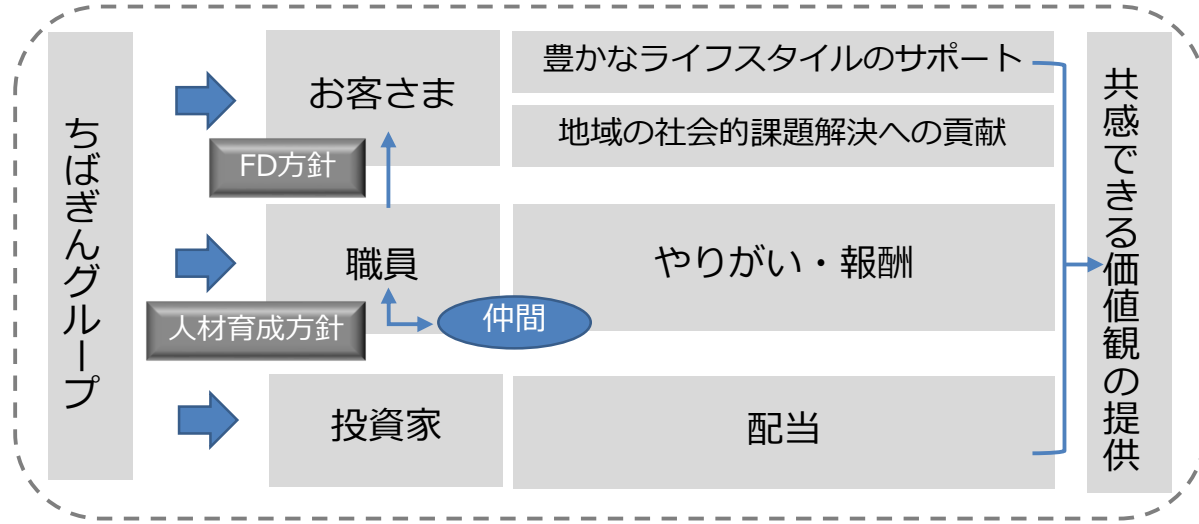 ちばぎんグループ
お客さま
豊かなライフスタイルのサポート
地域の社会的課題解決への貢献
FD方針
職員
やりがい・報酬
仲間
人材育成方針
投資家
配当
共感できる価値観の提供